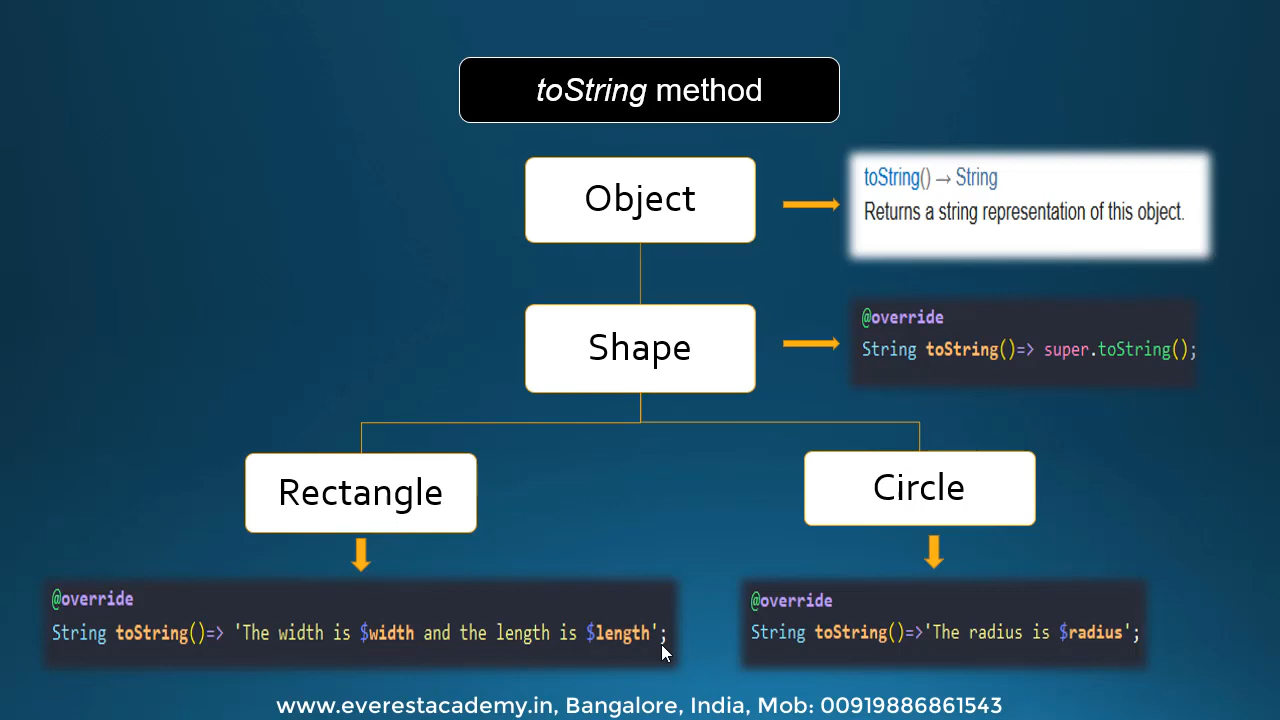 toString method
Object
toString() → String
Returns a string representation of this object.
Shape
@override
String toString()=> super.toString();
Rectangle
Circle
@override
String toString()=> 'The width is $width and the length is $length';
@override
String toString()=>'The radius is $radius';
www.everestacademy.in, Bangalore, India, Mob: 00919886861543